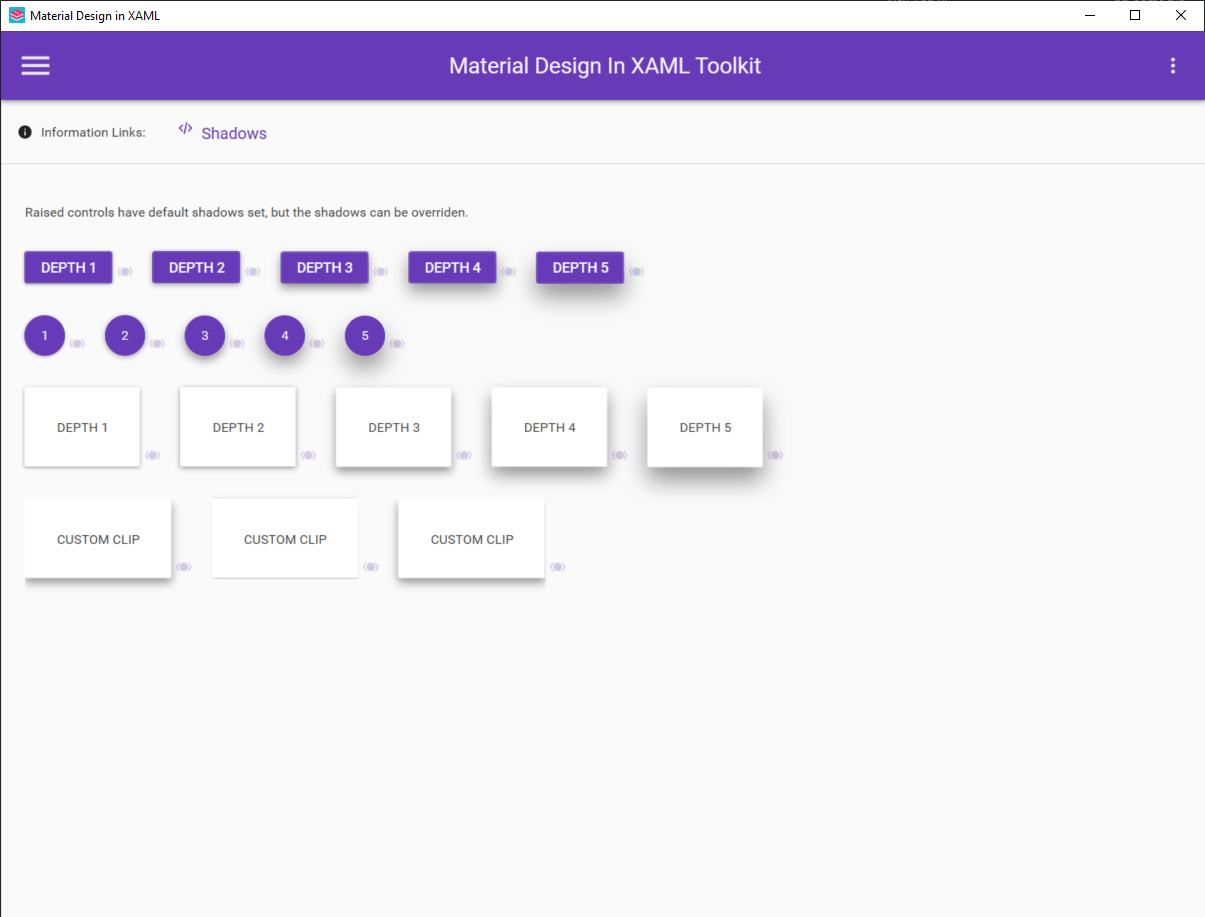 Material Design in XAML
Material Design In XAML Toolkit
Information Links: Shadows
Raised controls have default shadows set, but the shadows can be overriden.
DEPTH 1 DEPTH 2 DEPTH 3 DEPTH 4 DEPTH 5
1 2 3 4 5
DEPTH 1 DEPTH 2 DEPTH 3 DEPTH 4 DEPTH 5
CUSTOM CLIP CUSTOM CLIP CUSTOM CLIP